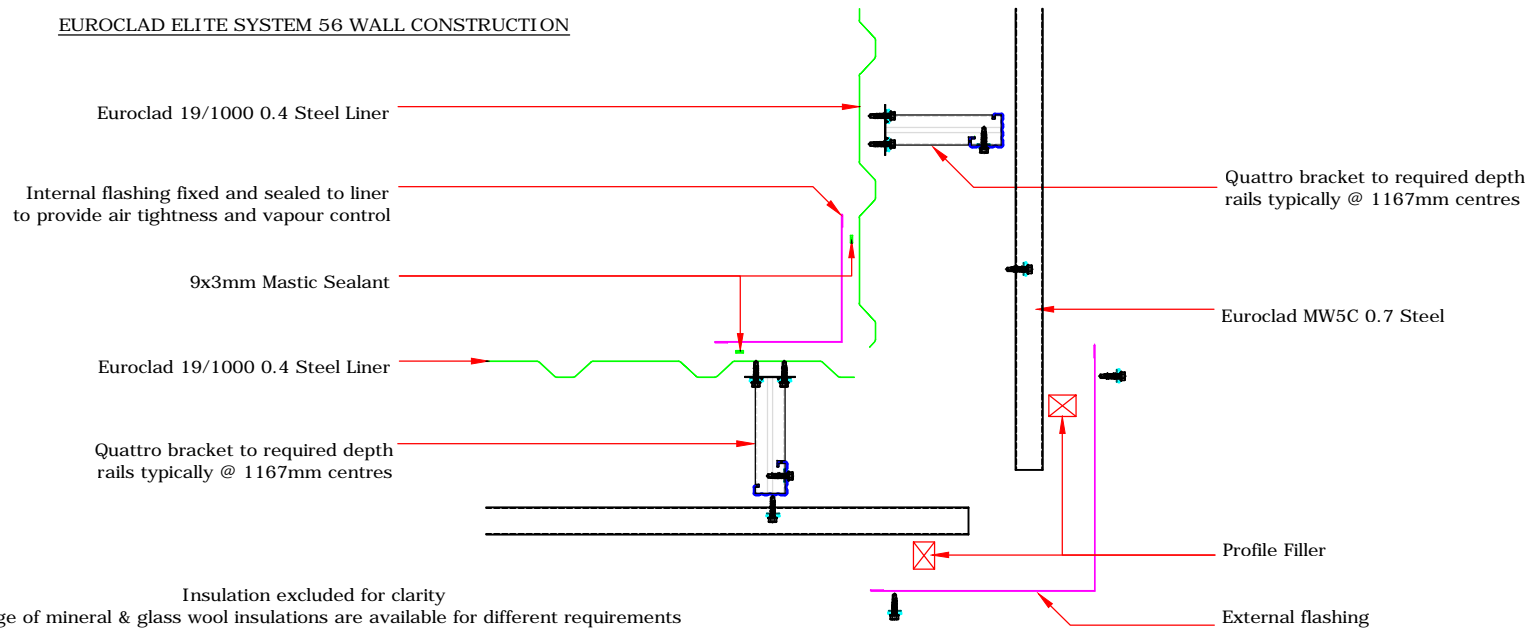 EUROCLAD ELITE SYSTEM 56 WALL CONSTRUCTION
Euroclad 19/1000 0.4 Steel Liner
Internal flashing fixed and sealed to liner
to provide air tightness and vapour control
9x3mm Mastic Sealant
Euroclad 19/1000 0.4 Steel Liner
Quattro bracket to required depth
rails typically @ 1167mm centres
Quattro bracket to required depth
rails typically @ 1167mm centres
Euroclad MW5C 0.7 Steel
Profile Filler
External flashing
Insulation excluded for clarity
of mineral & glass wool insulations are available for different requirements